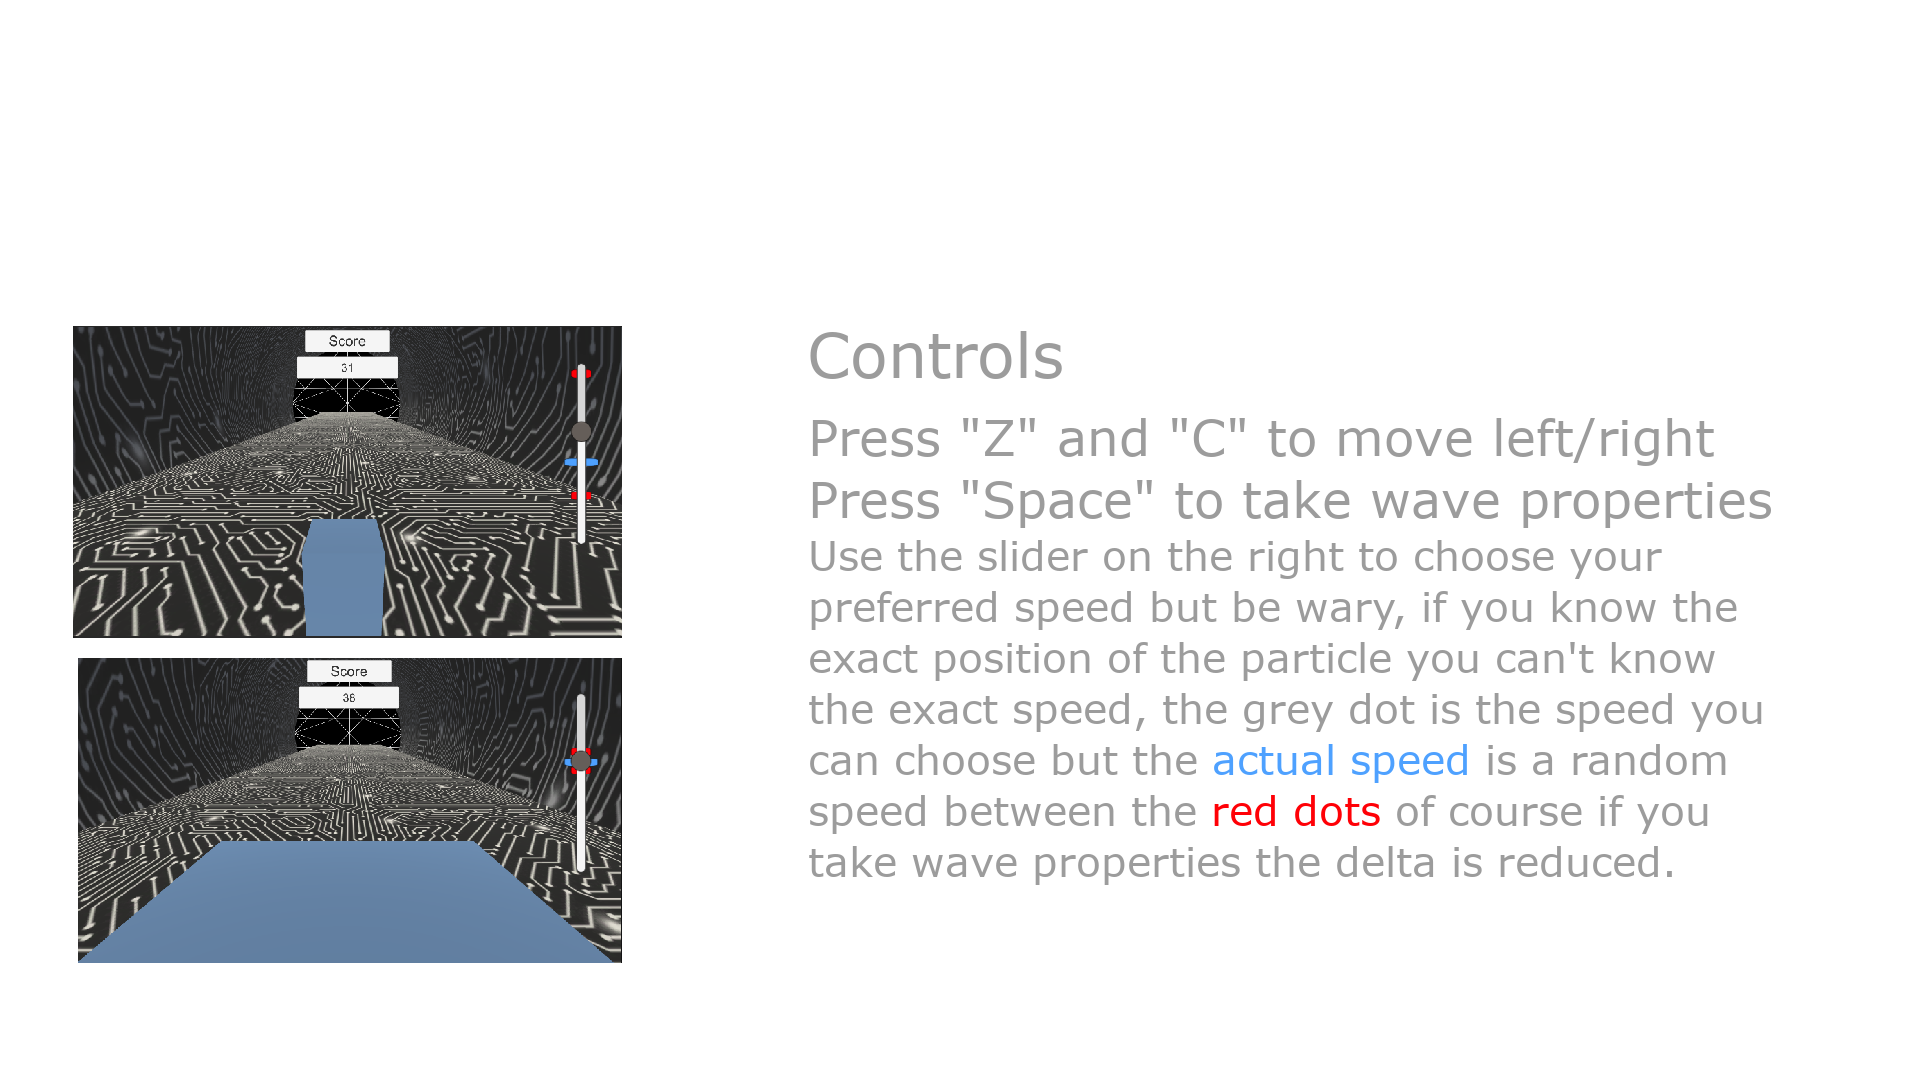 Score
31
Score
36
Controls
Press "Z" and "C" to move left/right
Press "Space" to take wave properties
Use the slider on the right to choose your
preferred speed but be wary, if you know the
exact position of the particle you can't know
the exact speed, the grey dot is the speed you
can choose but the actual speed is a random
speed between the red dots of course if you
take wave properties the delta is reduced.